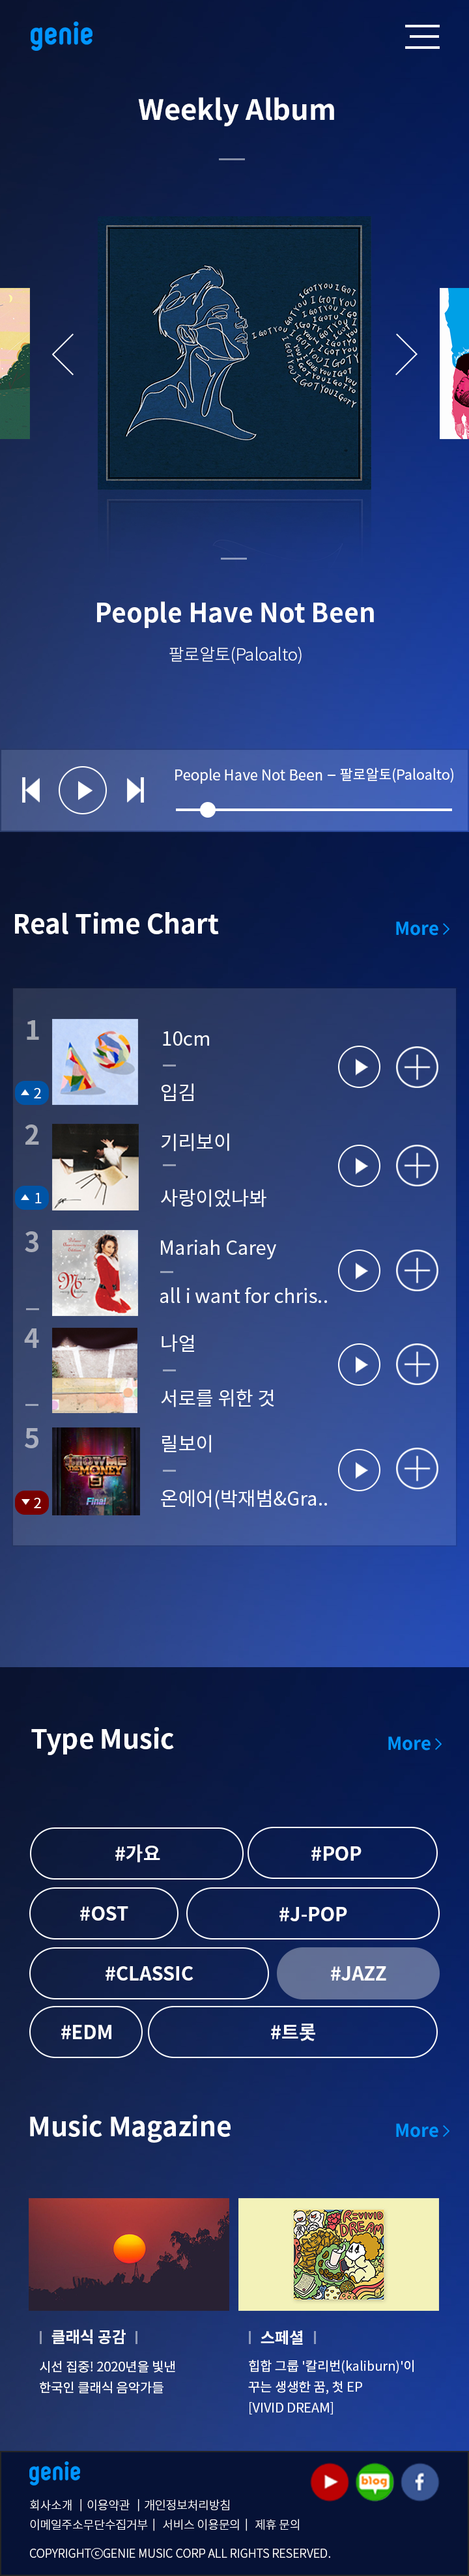 genie
Weekly Album
People Have Not Been
팔로알토(Paloalto)
People Have Not Been – 팔로알토(Paloalto)
Real Time Chart
More >
1
10cm
2
입김
2
기리보이
1
사랑이었나봐
3
Mariah Carey
all i want for chris..
4
나얼
서로를 위한 것
5
릴보이
2
온에어(박재범&Gra..
SHOW ME
THE MONEY
9
Final
Type Music
More >
#가요
#POP
#OST
#J-POP
#CLASSIC
#JAZZ
#EDM
#트롯
Music Magazine
More >
VIVID
DREAM
| 클래식 공감 |
시선 집중! 2020년을 빛낸
한국인 클래식 음악가들
| 스페셜 |
힙합 그룹 '칼리번(kaliburn)'이
꾸는 생생한 꿈, 첫 EP
[VIVID DREAM]
genie
blog
f
회사소개 | 이용약관 | 개인정보처리방침
이메일주소무단수집거부 | 서비스 이용문의 | 제휴 문의
COPYRIGHTⓒGENIE MUSIC CORP ALL RIGHTS RESERVED.